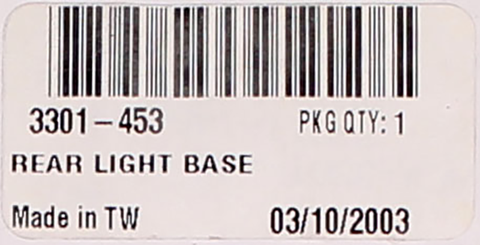 3301-453 PKG QTY: 1
REAR LIGHT BASE
Made in TW 03/10/2003